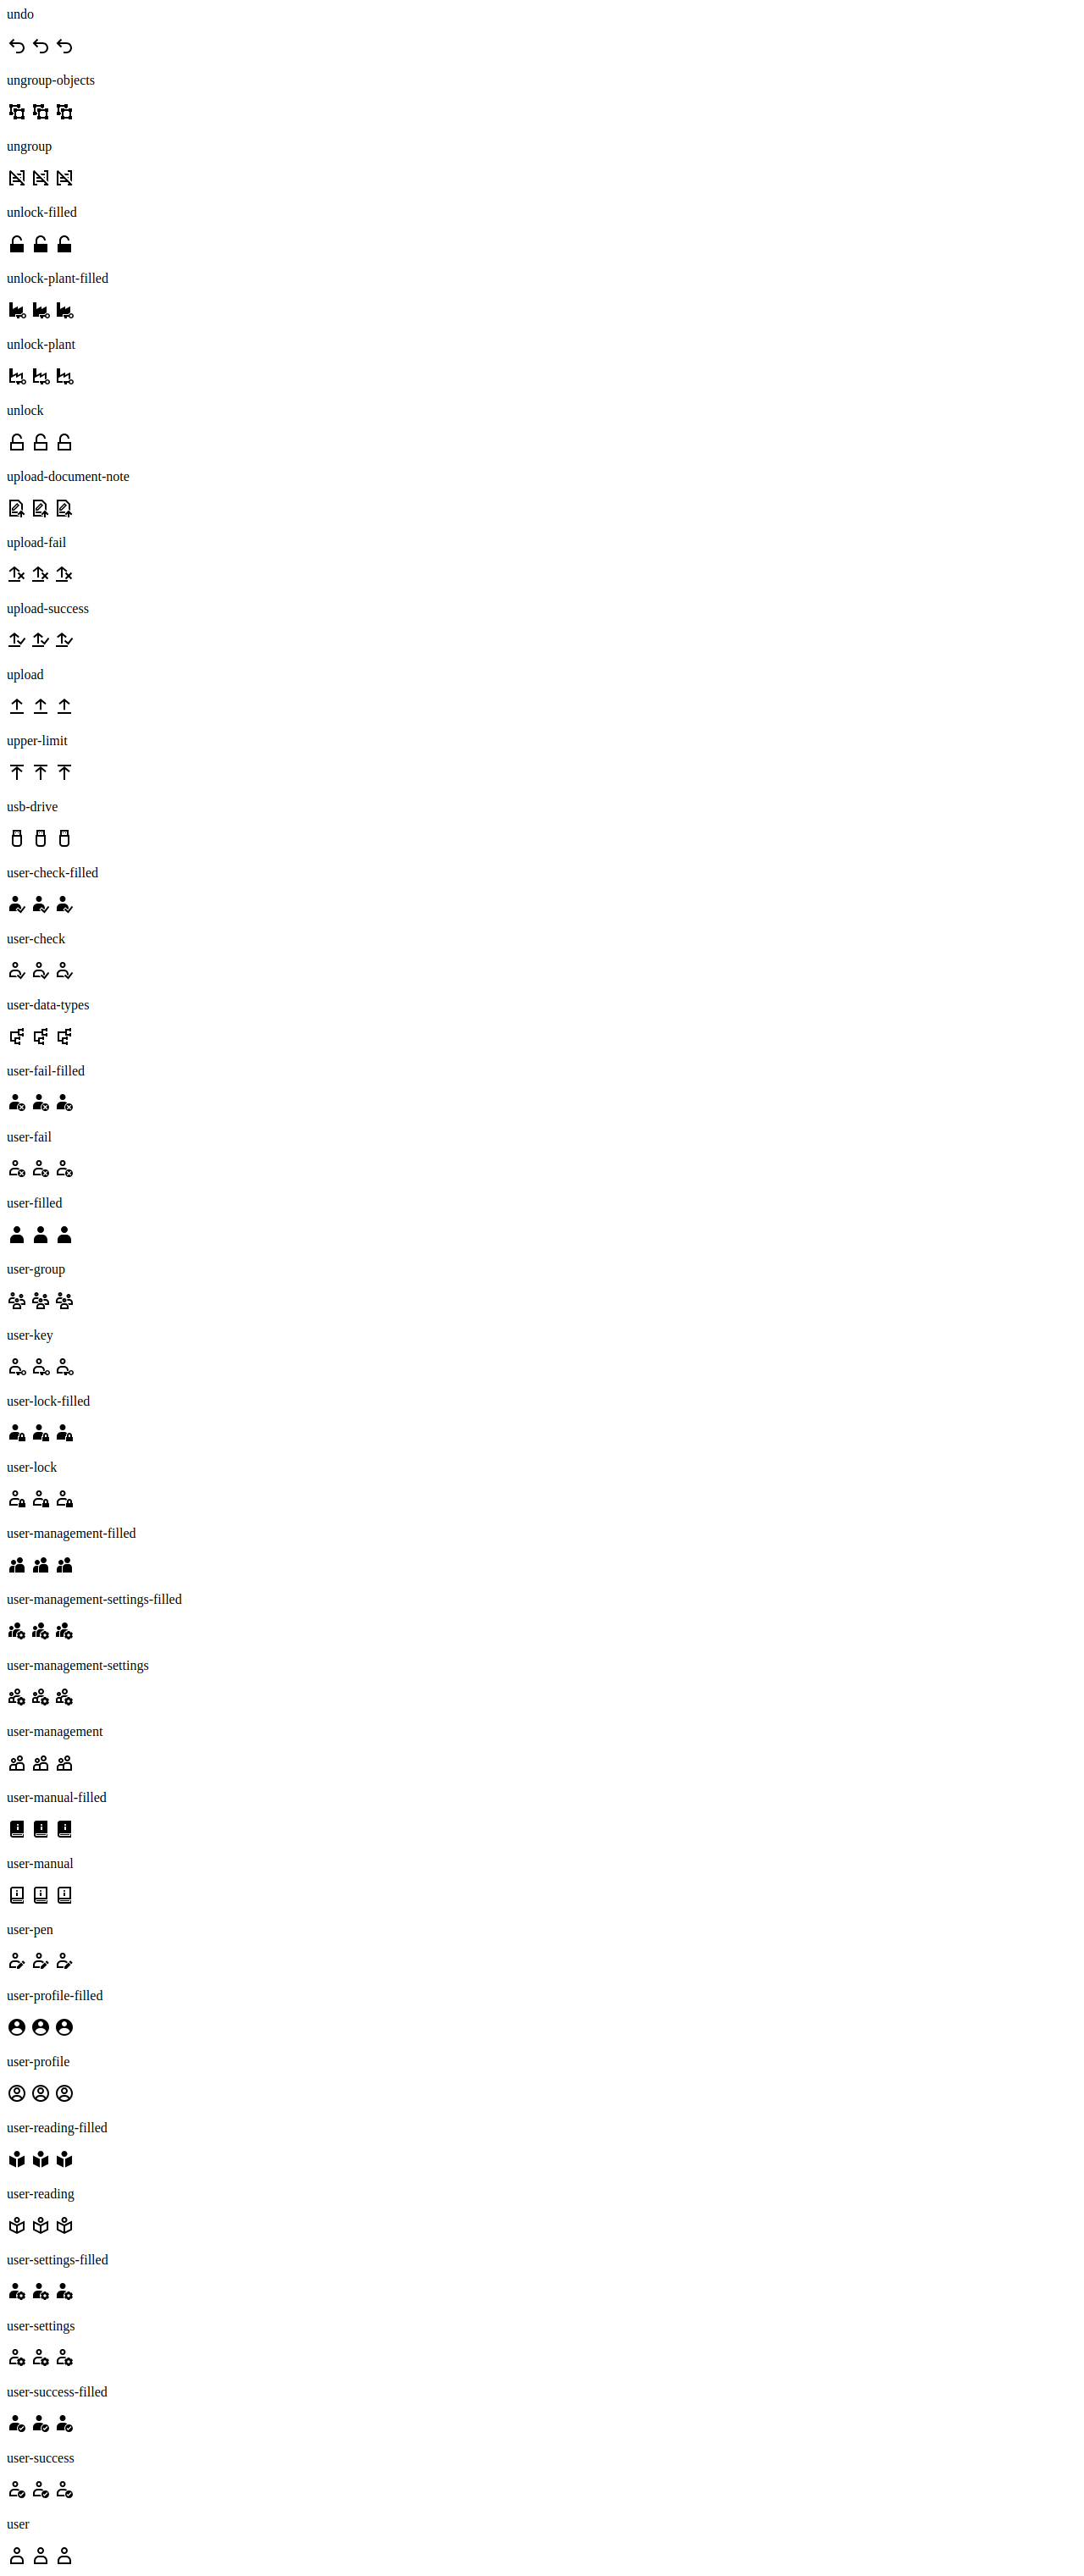 undo
ungroup-objects
ungroup
unlock-filled
unlock-plant-filled
unlock-plant
unlock
upload-document-note
upload-fail
upload-success
upload
upper-limit
usb-drive
user-check-filled
user-check
user-data-types
user-fail-filled
user-fail
user-filled
user-group
user-key
user-lock-filled
user-lock
user-management-filled
user-management-settings-filled
user-management-settings
user-management
user-manual-filled
user-manual
user-pen
user-profile-filled
user-profile
user-reading-filled
user-reading
user-settings-filled
user-settings
user-success-filled
user-success
user